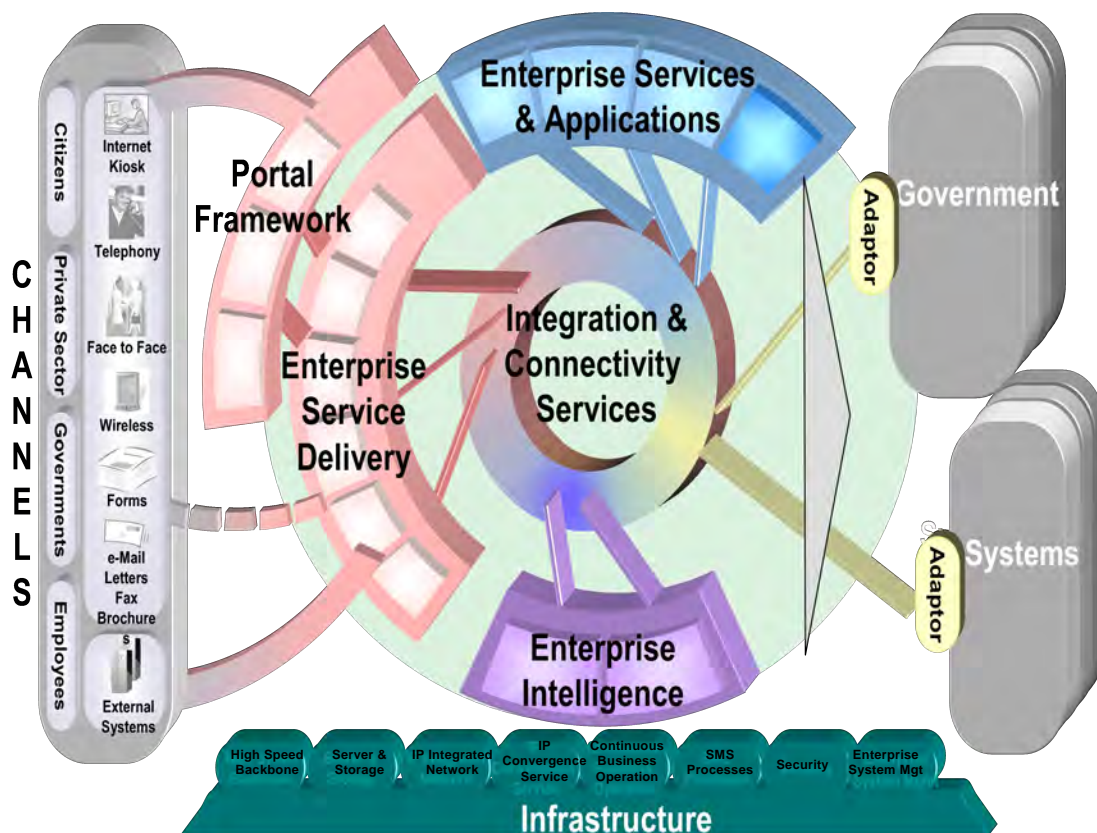 CHANNELS
Citizens
Private Sector
Governments
Employees
Internet
Kiosk
Telephony
Face to Face
Wireless
Forms
e-Mail
Letters
Fax
Brochure
s
External
Systems
Portal
Framework
Enterprise
Service
Delivery
Enterprise Services
& Applications
Integration &
Connectivity
Services
Enterprise
Intelligence
Adaptor
Government
Adaptor
Systems
High Speed
Backbone
Server &
Storage
IP Integrated
Network
IP
Convergence
Service
Continuous
Business
Operation
SMS
Processes
Security
Enterprise
System Mgt
Infrastructure